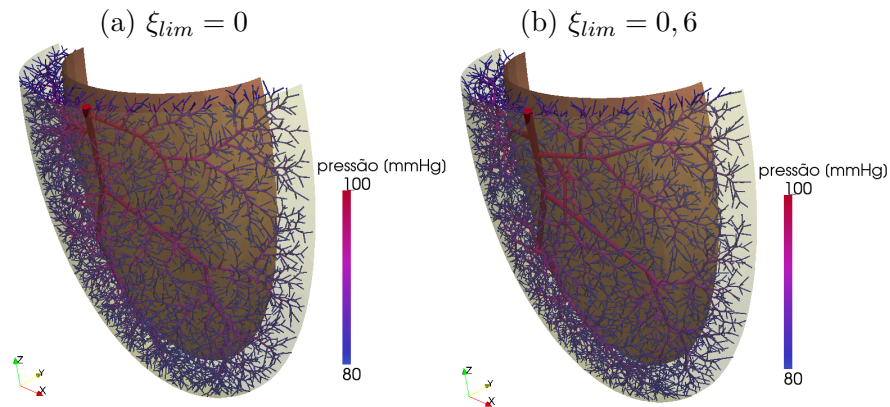 (a) ξ_lim = 0
(b) ξ_lim = 0,6
pressão (mmHg)
100
80
Z
Y
X
pressão (mmHg)
100
80
Z
Y
X